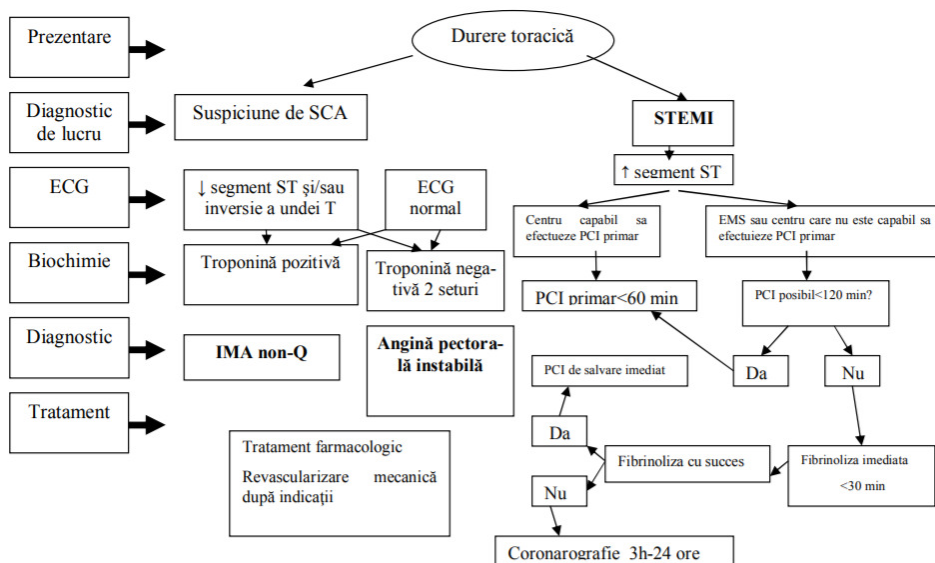 Prezentare
Durere toracică
Diagnostic
de lucru
Suspiciune de SCA
STEMI
↑ segment ST
ECG
↓ segment ST și/sau
inversie a undei T
ECG
normal
Centru capabil sa
efectueze PCI primar
EMS sau centru care nu este capabil sa
efectuieze PCI primar
Biochimie
Troponină pozitivă
Troponină nega-
tivă 2 seturi
PCI primar<60 min
PCI posibil<120 min?
Diagnostic
IMA non-Q
Angină pectora-
lă instabilă
PCI de salvare imediat
Da
Nu
Tratament
Tratament farmacologic
Revascularizare mecanică
după indicații
Da
Fibrinoliza cu succes
Fibrinoliza imediata
<30 min
Nu
Coronarografie 3h-24 ore